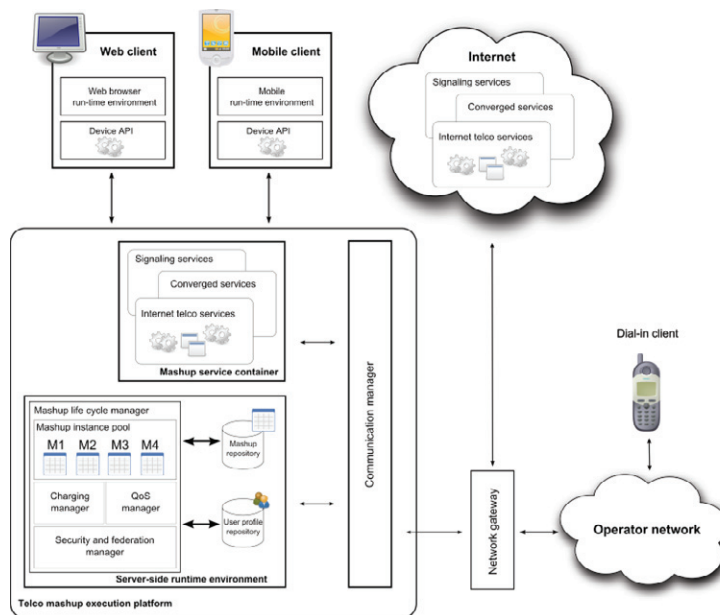 Web client
Web browser
run-time environment
Device API
Mobile client
Mobile
run-time environment
Device API
Internet
Signaling services
Converged services
Internet telco services
Signaling services
Converged services
Internet telco services
Mashup service container
Communication manager
Mashup life cycle manager
Mashup instance pool
M1 M2 M3 M4
Mashup
repository
Charging
manager
QoS
manager
User profile
repository
Security and federation
manager
Server-side runtime environment
Telco mashup execution platform
Network gateway
Dial-in client
Operator network